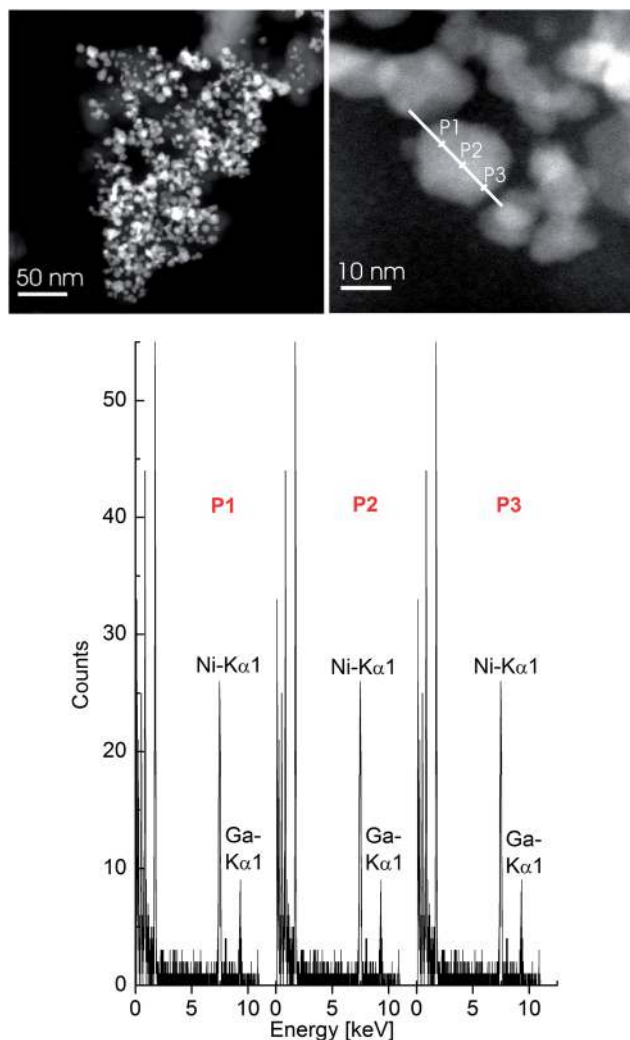 50 nm
P1
P2
P3
10 nm
50
40
30
20
10
0
Counts
P1
P2
P3
Ni-Kα1
Ni-Kα1
Ni-Kα1
Ga-
Kα1
Ga-
Kα1
Ga-
Kα1
0 5 10 0 5 10 0 5 10
Energy [keV]